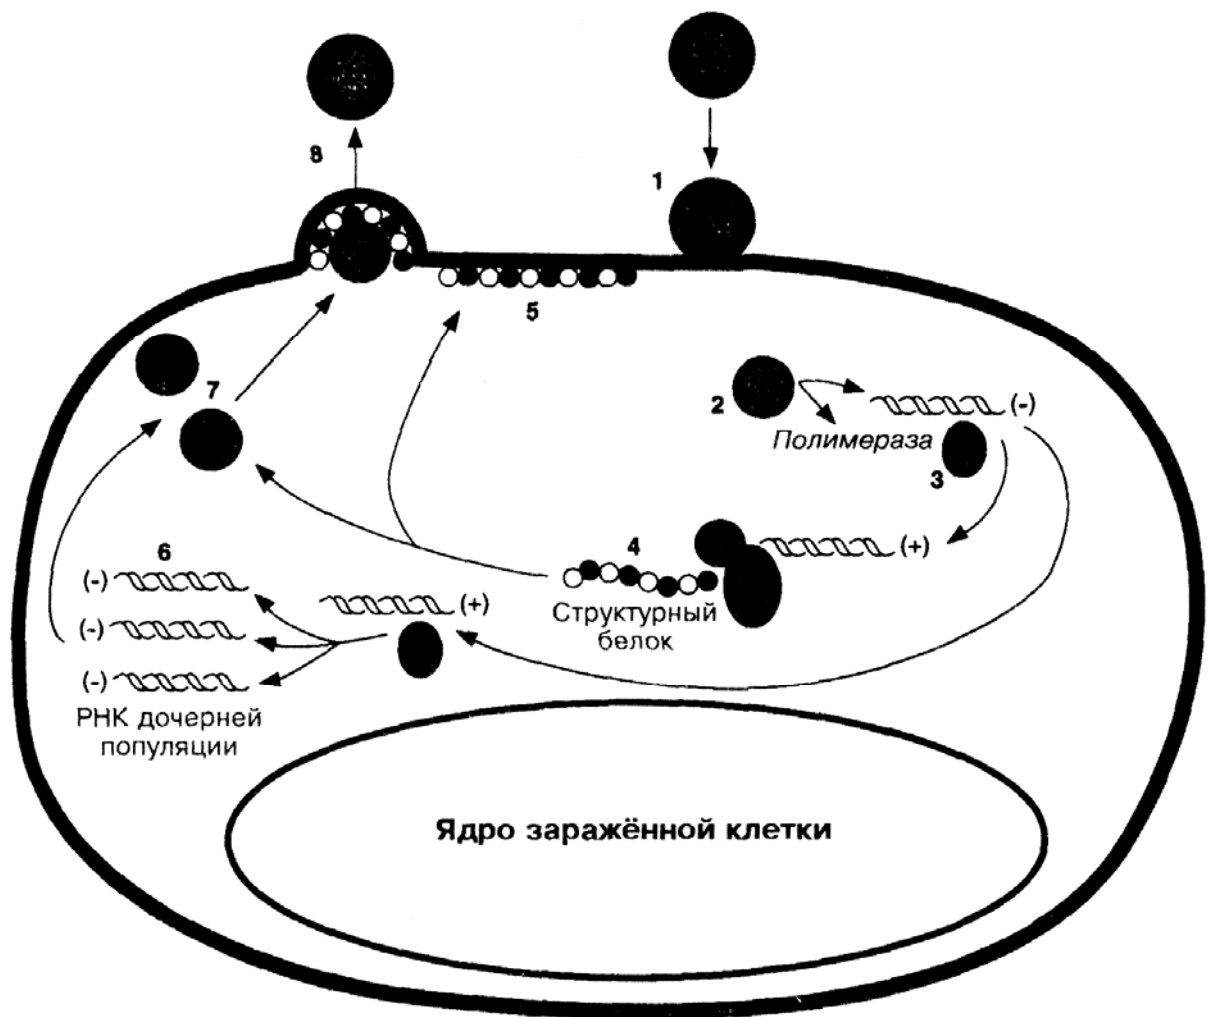 8
1
5
2
(-)
Полимераза
3
7
(+)
4
Структурный
белок
6
(-)
(+)
(-)
(-)
РНК дочерней
популяции
Ядро заражённой клетки